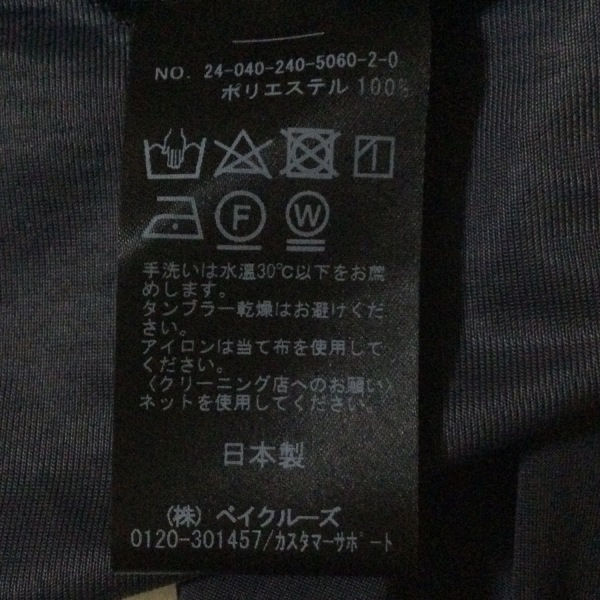 NO. 24-040-240-5060-2-0
ポリエステル 100%
F W
手洗いは水温30℃以下をお薦
めします。
タンブラー乾燥はお避けくだ
さい。
アイロンは当て布を使用して
ください。
〈クリーニング店へのお願い〉
ネットを使用してください。
日本製
(株) ベイクルーズ
0120-301457/カスタマーサポート